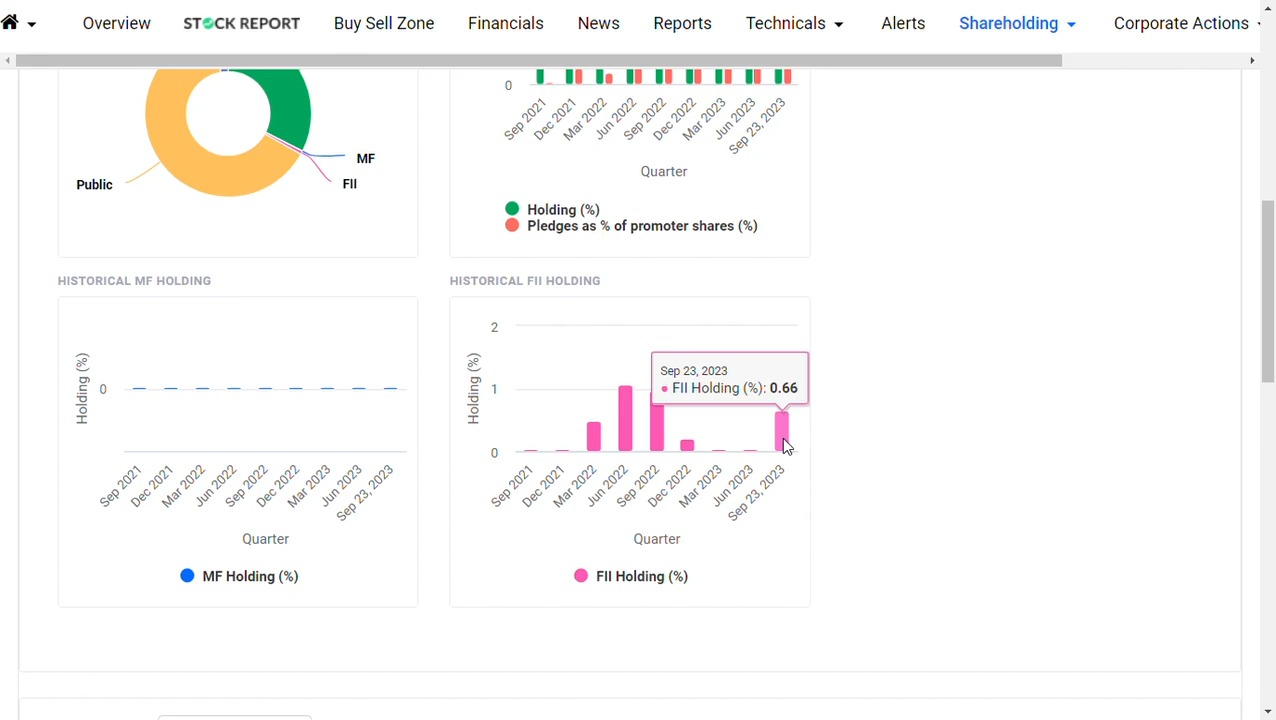 Overview STOCK REPORT Buy Sell Zone Financials News Reports Technicals Alerts Shareholding Corporate Actions
MF
FII
Public
0
Sep 2021 Dec 2021 Mar 2022 Jun 2022 Sep 2022 Dec 2022 Mar 2023 Jun 2023 Sep 23, 2023
Quarter
Holding (%)
Pledges as % of promoter shares (%)
HISTORICAL MF HOLDING
Holding (%)
0
Sep 2021 Dec 2021 Mar 2022 Jun 2022 Sep 2022 Dec 2022 Mar 2023 Jun 2023 Sep 23, 2023
Quarter
MF Holding (%)
HISTORICAL FII HOLDING
Holding (%)
2
1
0
Sep 23, 2023
FII Holding (%): 0.66
Sep 2021 Dec 2021 Mar 2022 Jun 2022 Sep 2022 Dec 2022 Mar 2023 Jun 2023 Sep 23, 2023
Quarter
FII Holding (%)